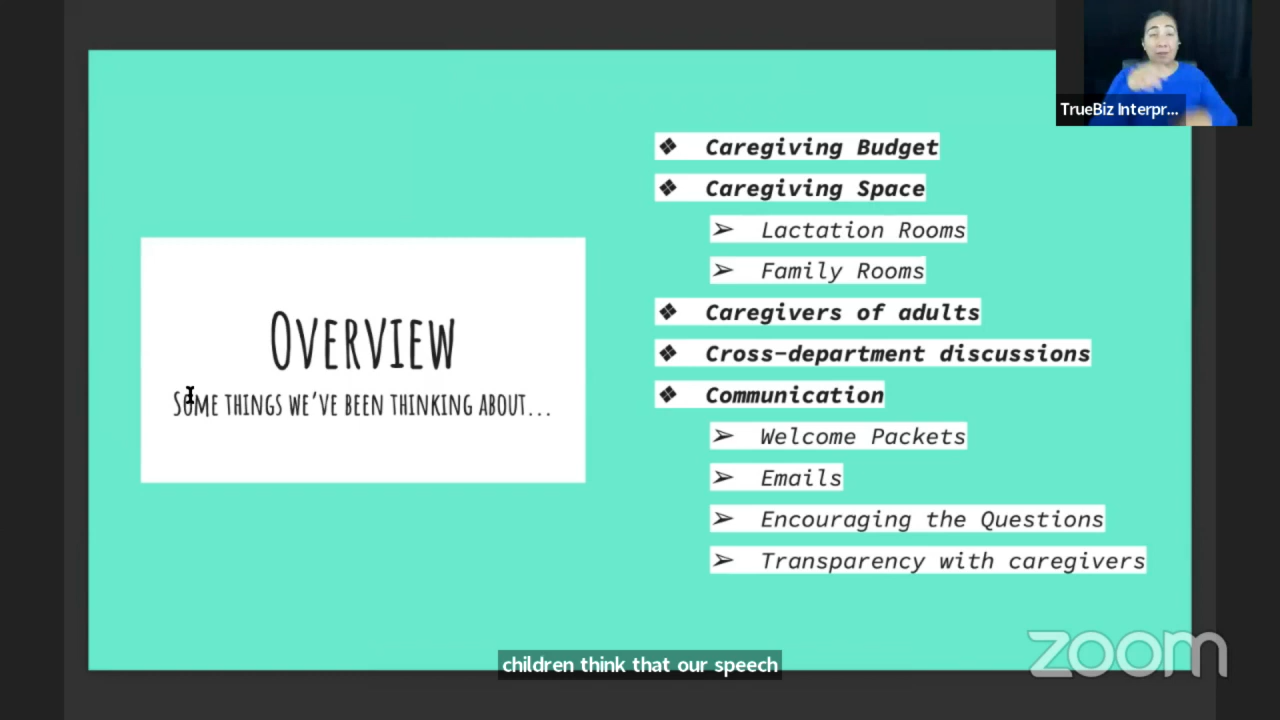 TrueBiz Interpr...
Overview
Some things we've been thinking about...
❖ Caregiving Budget
❖ Caregiving Space
➢ Lactation Rooms
➢ Family Rooms
❖ Caregivers of adults
❖ Cross-department discussions
❖ Communication
➢ Welcome Packets
➢ Emails
➢ Encouraging the Questions
➢ Transparency with caregivers
zoom
children think that our speech